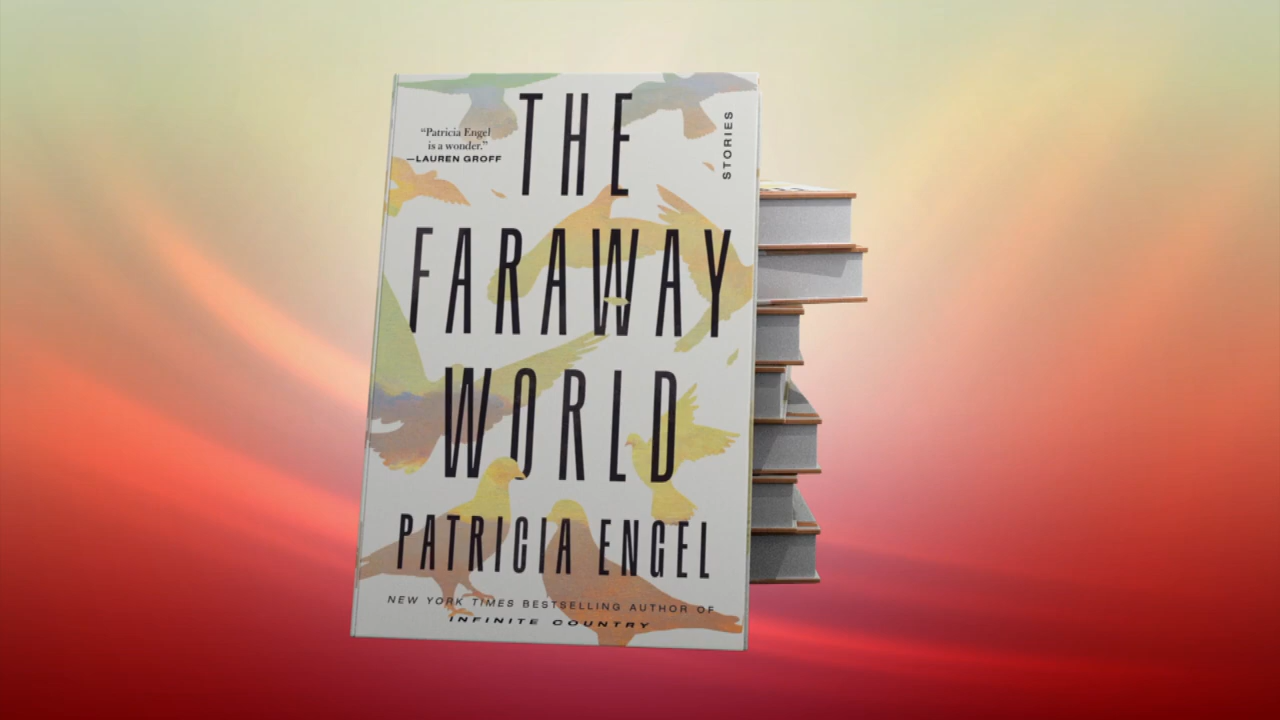 “Patricia Engel
is a wonder.”
—LAUREN GROFF
THE
STORIES
FARAWAY
WORLD
PATRICIA ENGEL
NEW YORK TIMES BESTSELLING AUTHOR OF
INFINITE COUNTRY